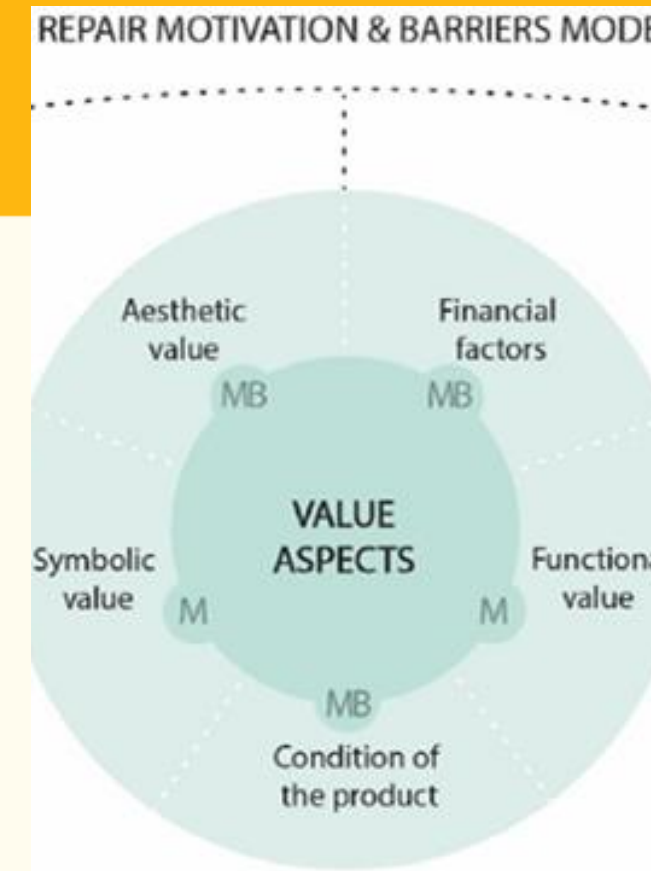 REPAIR MOTIVATION & BARRIERS MODE
Aesthetic
value
MB
Financial
factors
MB
VALUE
ASPECTS
Symbolic
value
M
Functiona
value
M
MB
Condition of
the product